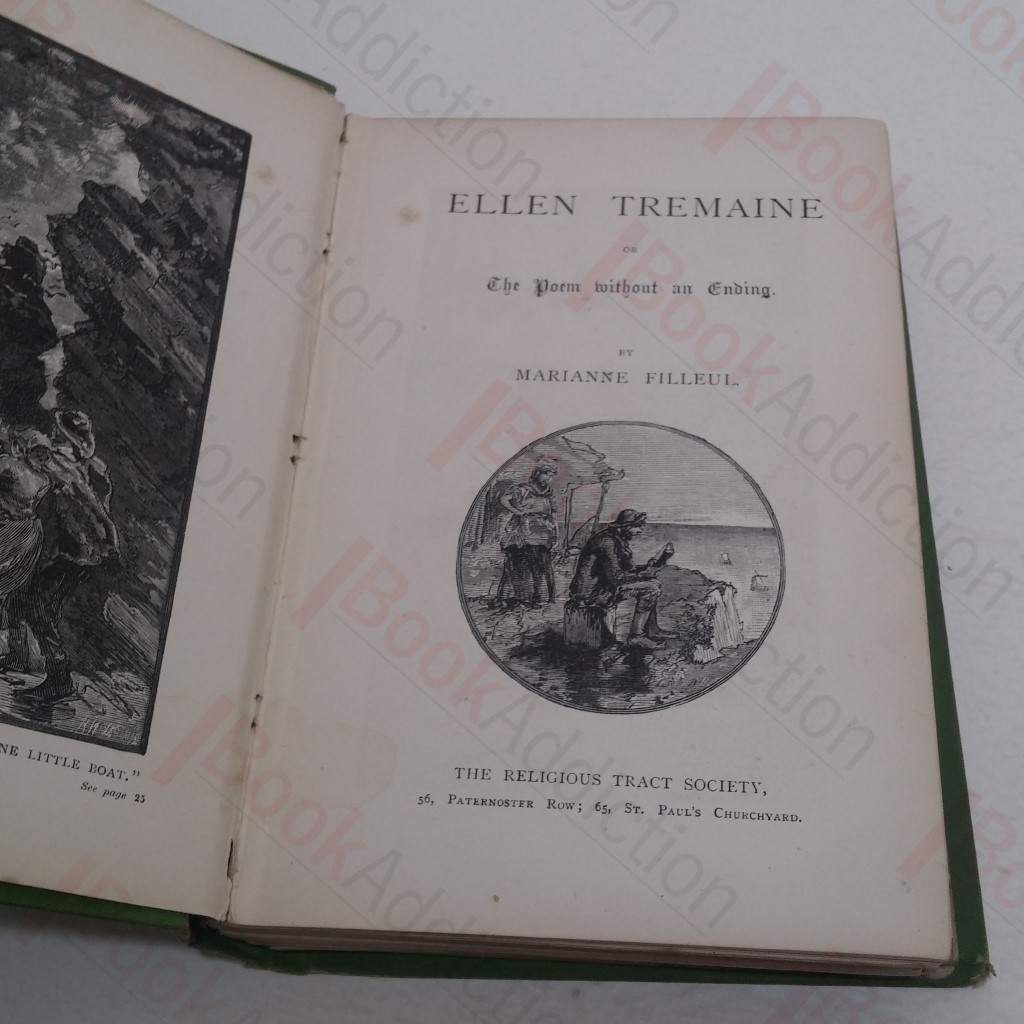 NE LITTLE BOAT."
See page 25
ELLEN TREMAINE
OR
The Poem without an Ending.
BY
MARIANNE FILLEUL.
THE RELIGIOUS TRACT SOCIETY,
56, PATERNOSTER ROW; 65, ST. PAUL'S CHURCHYARD.
BookAddiction